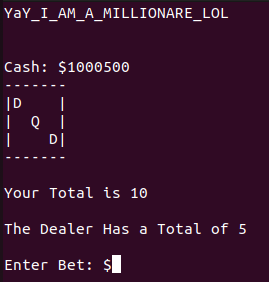 YaY_I_AM_A_MILLIONARE_LOL
Cash: $1000500
-------
|D    |
|  Q  |
|    D|
-------
Your Total is 10
The Dealer Has a Total of 5
Enter Bet: $